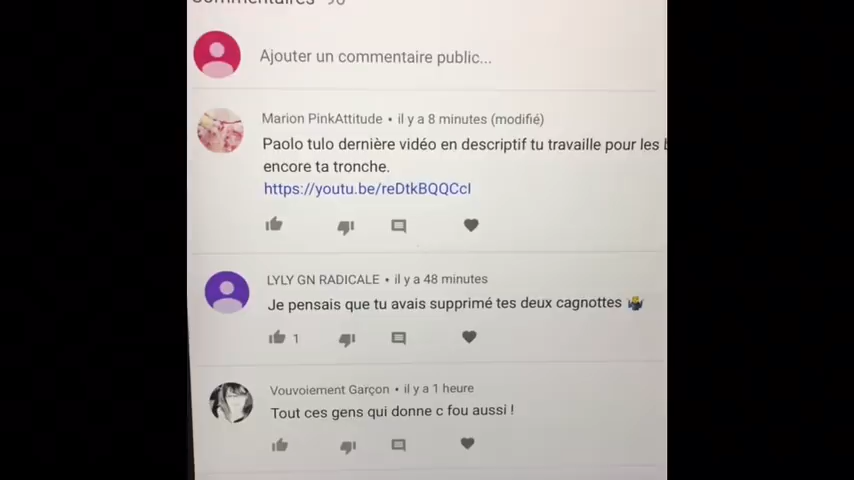 Commentaires 90
Ajouter un commentaire public...
Marion PinkAttitude • il y a 8 minutes (modifié)
Paolo tulo dernière vidéo en descriptif tu travaille pour les
encore ta tronche.
https://youtu.be/reDtkBQQCcI
LYLY GN RADICALE • il y a 48 minutes
Je pensais que tu avais supprimé tes deux cagnottes
1
Vouvoiement Garçon • il y a 1 heure
Tout ces gens qui donne c fou aussi !